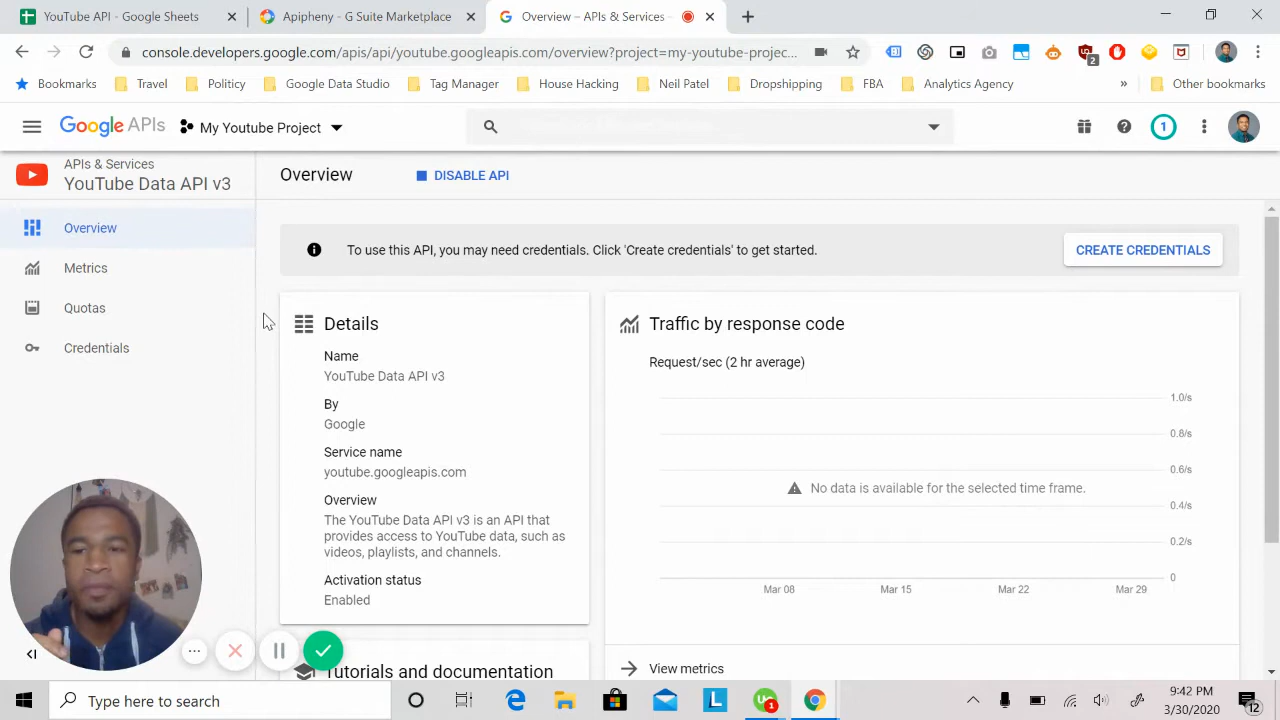 YouTube API - Google Sheets
Apipheny - G Suite Marketplace
Overview – APIs & Services -
console.developers.google.com/apis/api/youtube.googleapis.com/overview?project=my-youtube-projec...
2
Bookmarks
Travel
Politivy
Google Data Studio
Tag Manager
House Hacking
Neil Patel
Dropshipping
FBA
Analytics Agency
»
Other bookmarks
Google APIs
My Youtube Project
1
APIs & Services
YouTube Data API v3
Overview
DISABLE API
Overview
Metrics
Quotas
Credentials
To use this API, you may need credentials. Click 'Create credentials' to get started.
CREATE CREDENTIALS
Details
Name
YouTube Data API v3
By
Google
Service name
youtube.googleapis.com
Overview
The YouTube Data API v3 is an API that
provides access to YouTube data, such as
videos, playlists, and channels.
Activation status
Enabled
Tutorials and documentation
Traffic by response code
Request/sec (2 hr average)
1.0/s
0.8/s
0.6/s
No data is available for the selected time frame.
0.4/s
0.2/s
0
Mar 08
Mar 15
Mar 22
Mar 29
View metrics
Type here to search
L
1
9:42 PM
3/30/2020
12